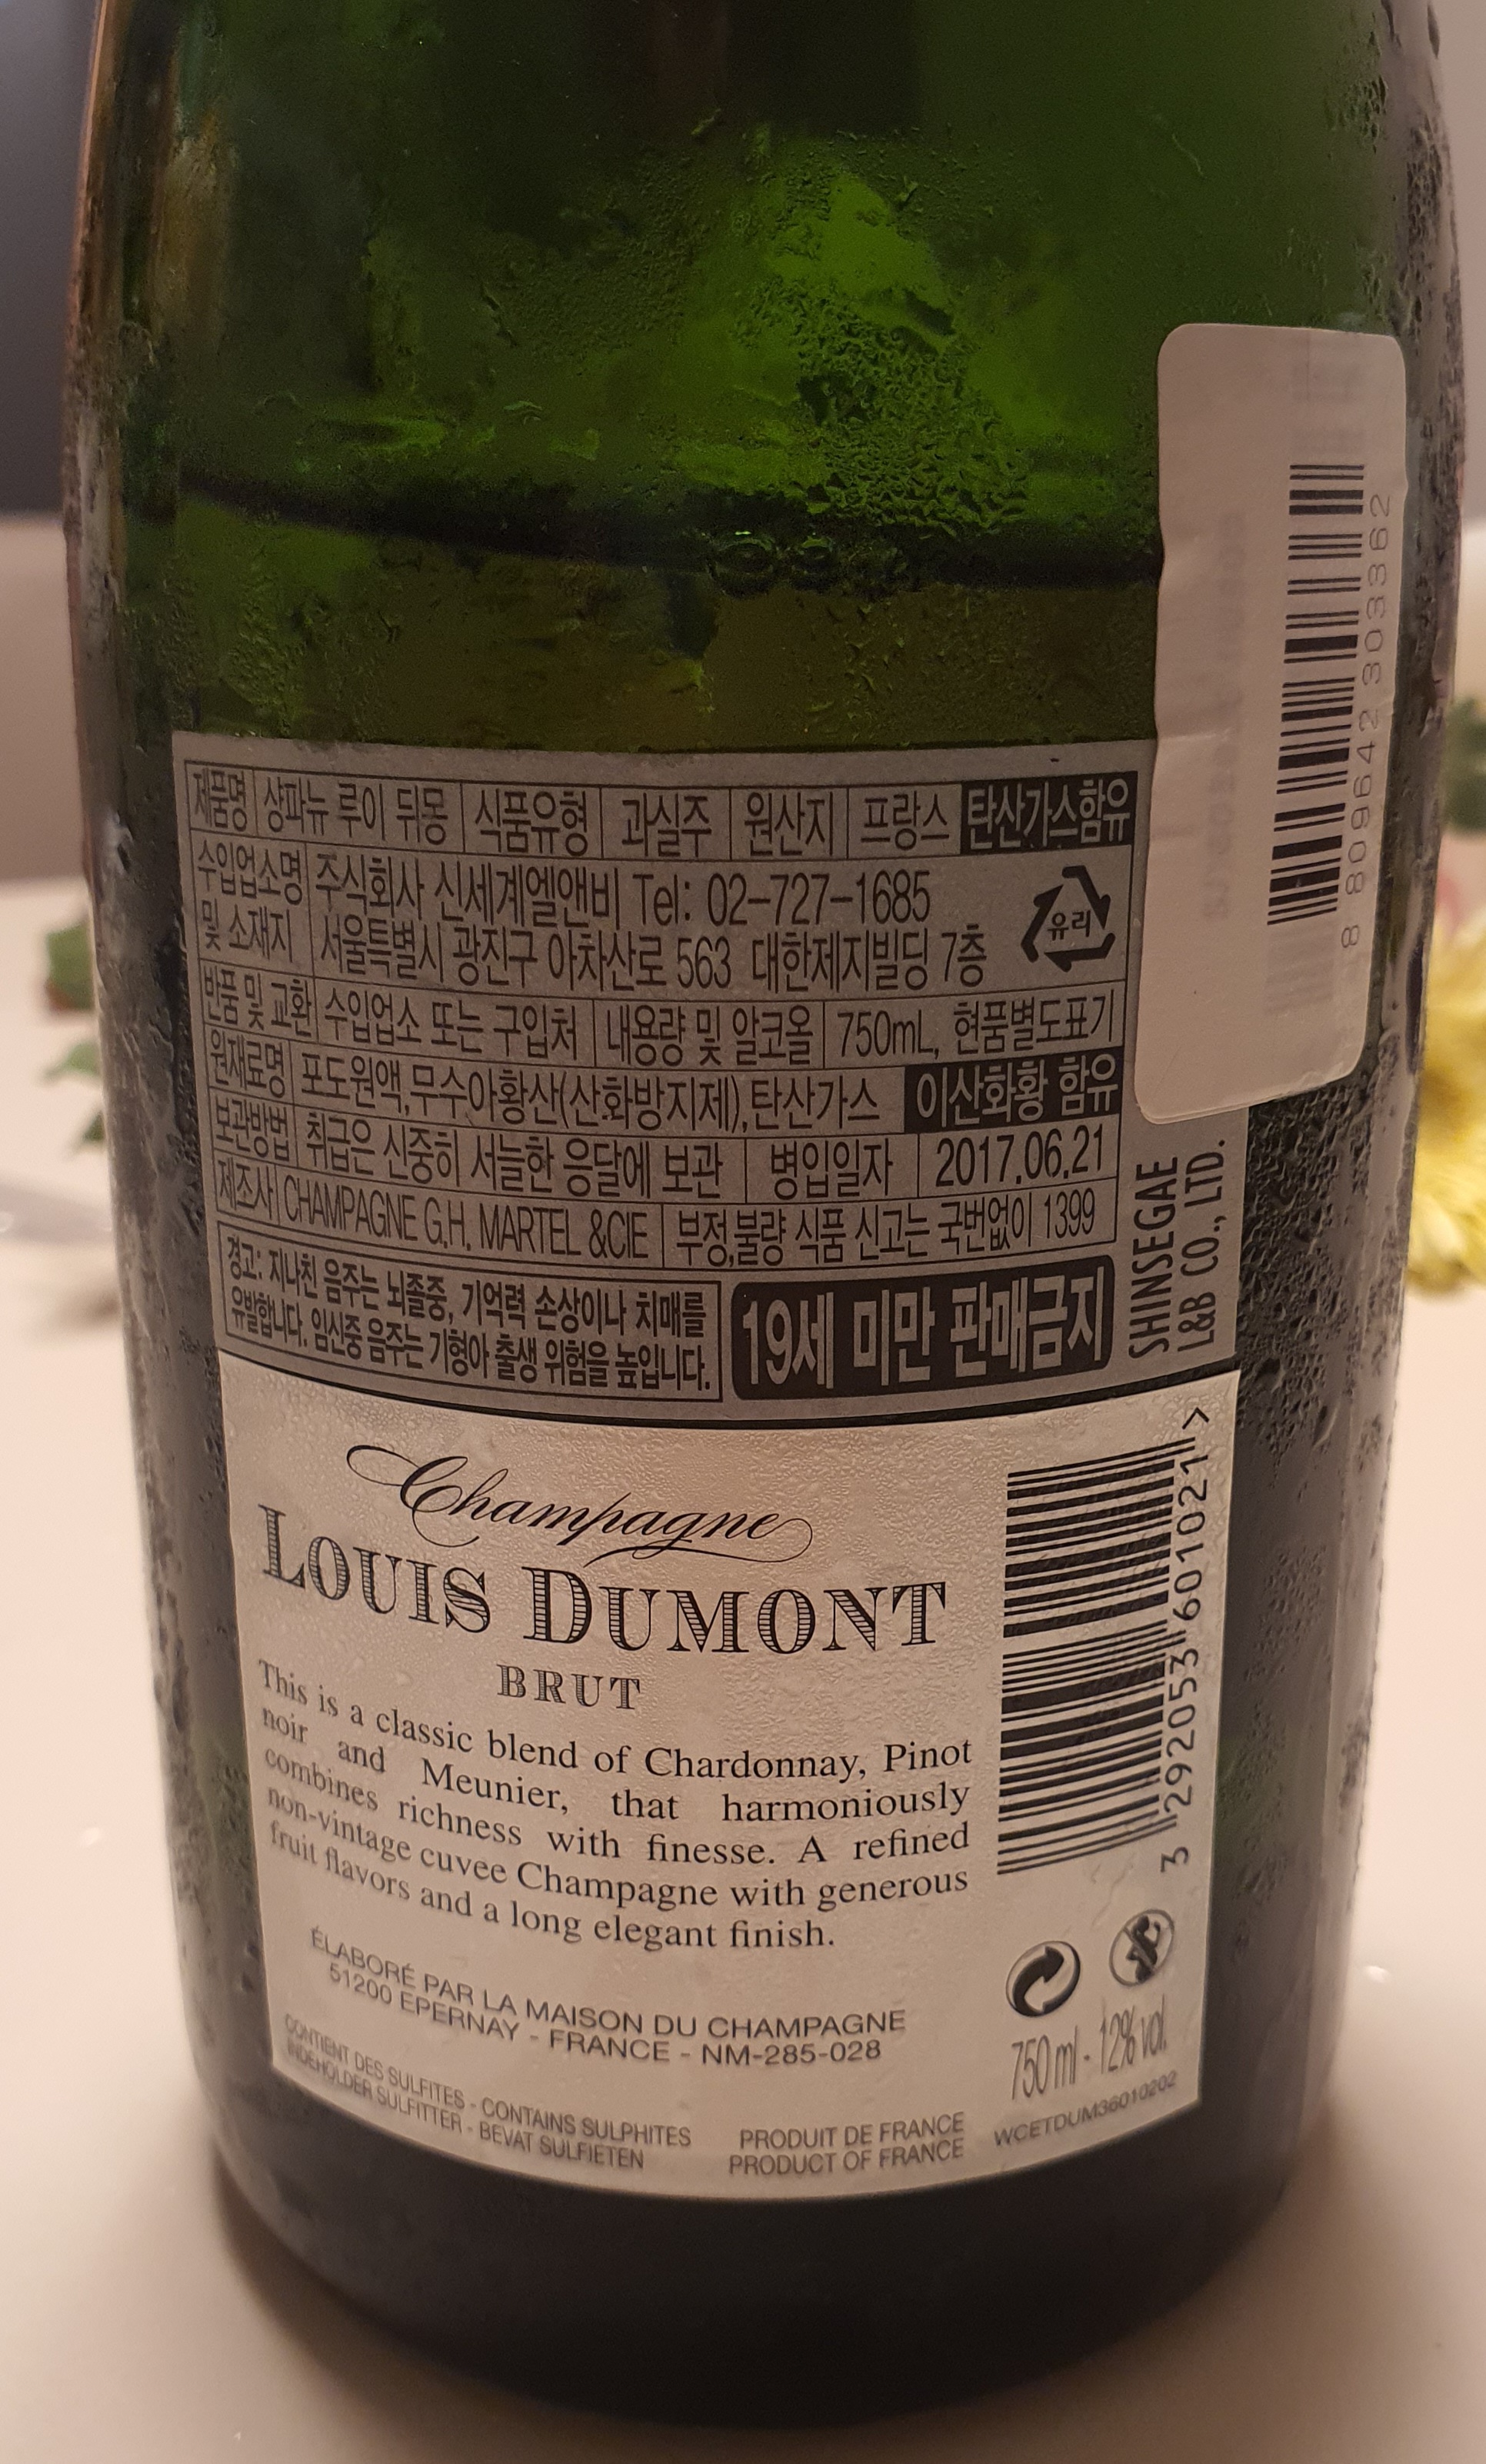 제품명 샹파뉴 루이 뒤몽 식품유형 과실주 원산지 프랑스 탄산가스함유
수입업소명 및 소재지 주식회사 신세계엘앤비 Tel: 02-727-1685
서울특별시 광진구 아차산로 563 대한제지빌딩 7층
유리
반품 및 교환 수입업소 또는 구입처 내용량 및 알코올 750mL, 현품별도표기
원재료명 포도원액,무수아황산(산화방지제),탄산가스 이산화황 함유
보관방법 취급은 신중히 서늘한 응달에 보관 병입일자 2017.06.21
제조사 CHAMPAGNE G.H. MARTEL &CIE 부정,불량 식품 신고는 국번없이 1399
경고: 지나친 음주는 뇌졸중, 기억력 손상이나 치매를
유발합니다. 임신중 음주는 기형아 출생 위험을 높입니다.
19세 미만 판매금지
SHINSEGAE
L&B CO., LTD.
8 809642 303362
Champagne
LOUIS DUMONT
BRUT
This is a classic blend of Chardonnay, Pinot
noir and Meunier, that harmoniously
combines richness with finesse. A refined
non-vintage cuvee Champagne with generous
fruit flavors and a long elegant finish.
ÉLABORÉ PAR LA MAISON DU CHAMPAGNE
51200 EPERNAY - FRANCE - NM-285-028
CONTIENT DES SULFITES - CONTAINS SULPHITES
INDEHOLDER SULFITTER - BEVAT SULFIETEN
PRODUIT DE FRANCE
PRODUCT OF FRANCE
3 292053 601021 >
750 ml - 12% vol.
WCETDUM36010202